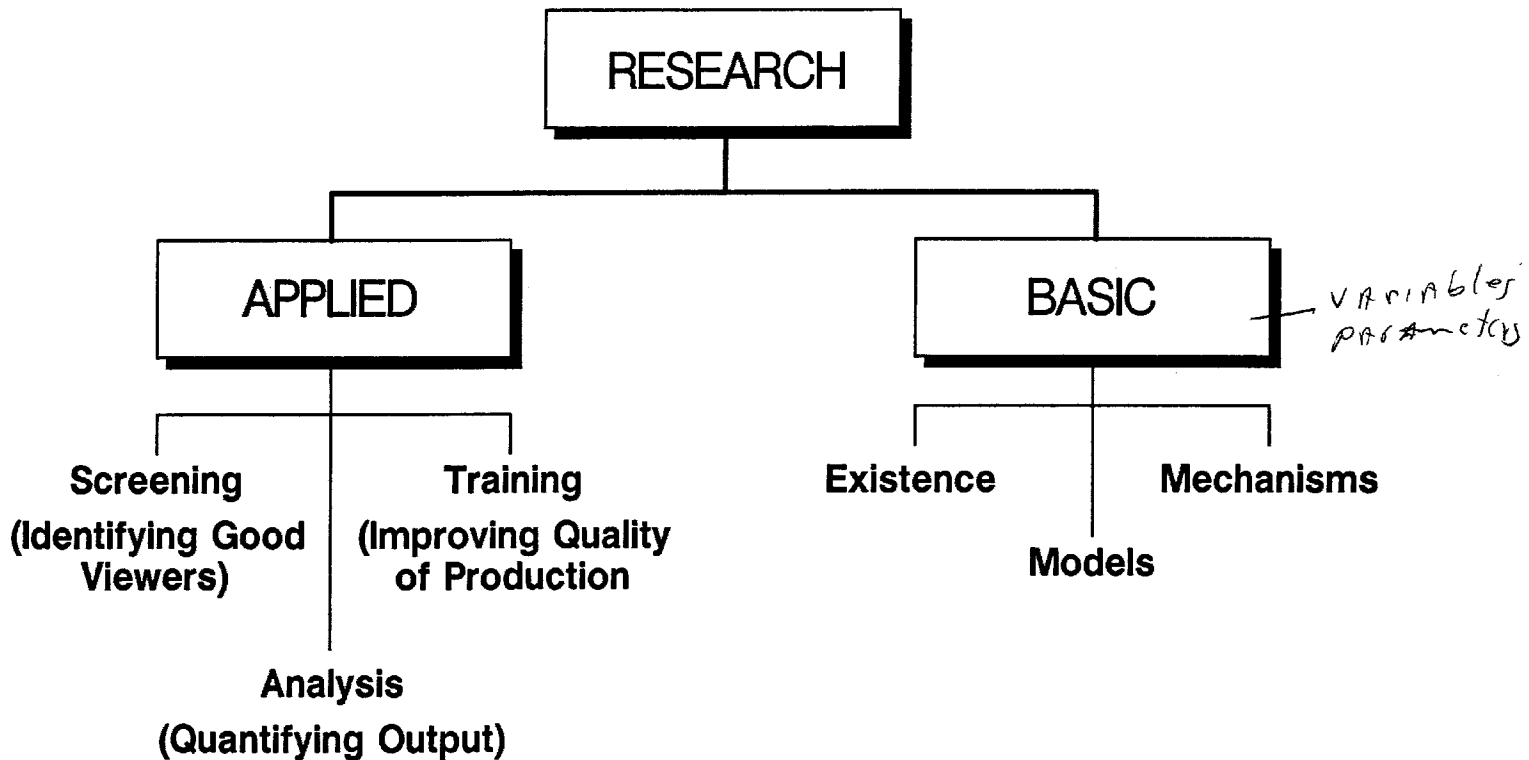 RESEARCH
APPLIED
BASIC
variables
parameters
Screening
(Identifying Good
Viewers)
Training
(Improving Quality
of Production
Analysis
(Quantifying Output)
Existence
Mechanisms
Models